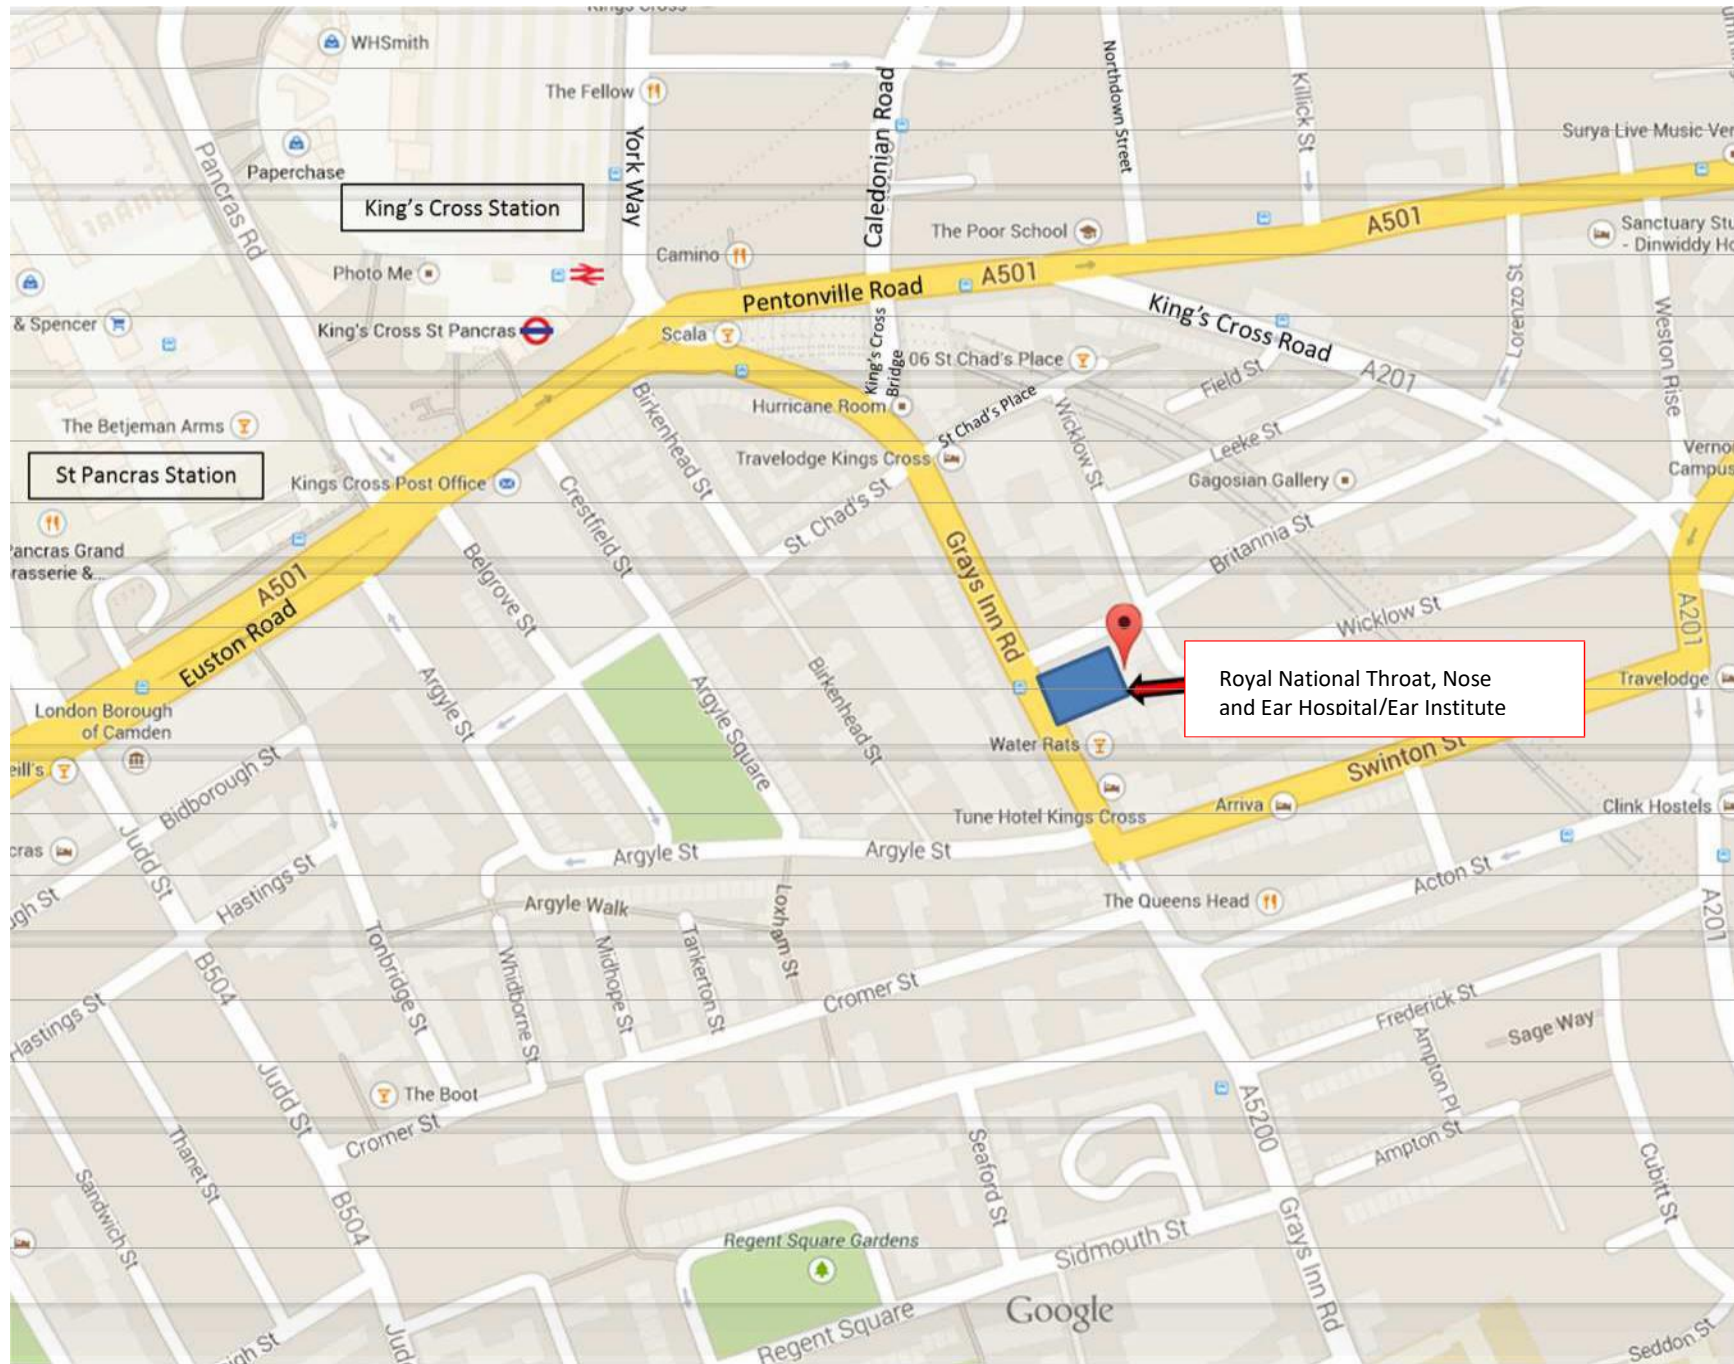 WHSmith
The Fellow
Paperchase
Pancras Rd
King's Cross Station
York Way
Caledonian Road
Northdown Street
Killick St
Surya Live Music
Photo Me
Camino
The Poor School
A501
Sanctuary
- Dinwiddy
Pentonville Road
A501
& Spencer
King's Cross St Pancras
Scala
King's Cross
Bridge
06 St Chad's Place
King's Cross Road
A201
Lorenzo St
Weston Rise
Field St
The Betjeman Arms
Hurricane Room
St Chad's Place
Wicklow St
Leeke St
St Pancras Station
Kings Cross Post Office
Birkenhead St
Travelodge Kings Cross
Gagosian Gallery
Campus
Crestfield St
St. Chad's St
Britannia St
Grand
Belgrove St
Grays Inn Rd
A501
Euston Road
Wicklow St
A201
Argyle St
Argyle Square
Birkenhead St
Royal National Throat, Nose
and Ear Hospital/Ear Institute
Travelodge
London Borough
of Camden
Water Rats
Swinton St
Bidborough St
Tune Hotel Kings Cross
Arriva
Clink Hostels
Judd St
Hastings St
Argyle St
Argyle St
Acton St
Argyle Walk
Loxham St
The Queens Head
A201
Tonbridge St
Whidborne St
Midhope St
Tankerton St
B504
Cromer St
Hastings St
Frederick St
Sage Way
Ampton Pl
Judd St
The Boot
Cromer St
A5200
Thanet St
Seaford St
Ampton St
Cubitt St
Sandwich St
B504
Regent Square Gardens
Sidmouth St
Grays Inn Rd
Google
Regent Square
Seddon St